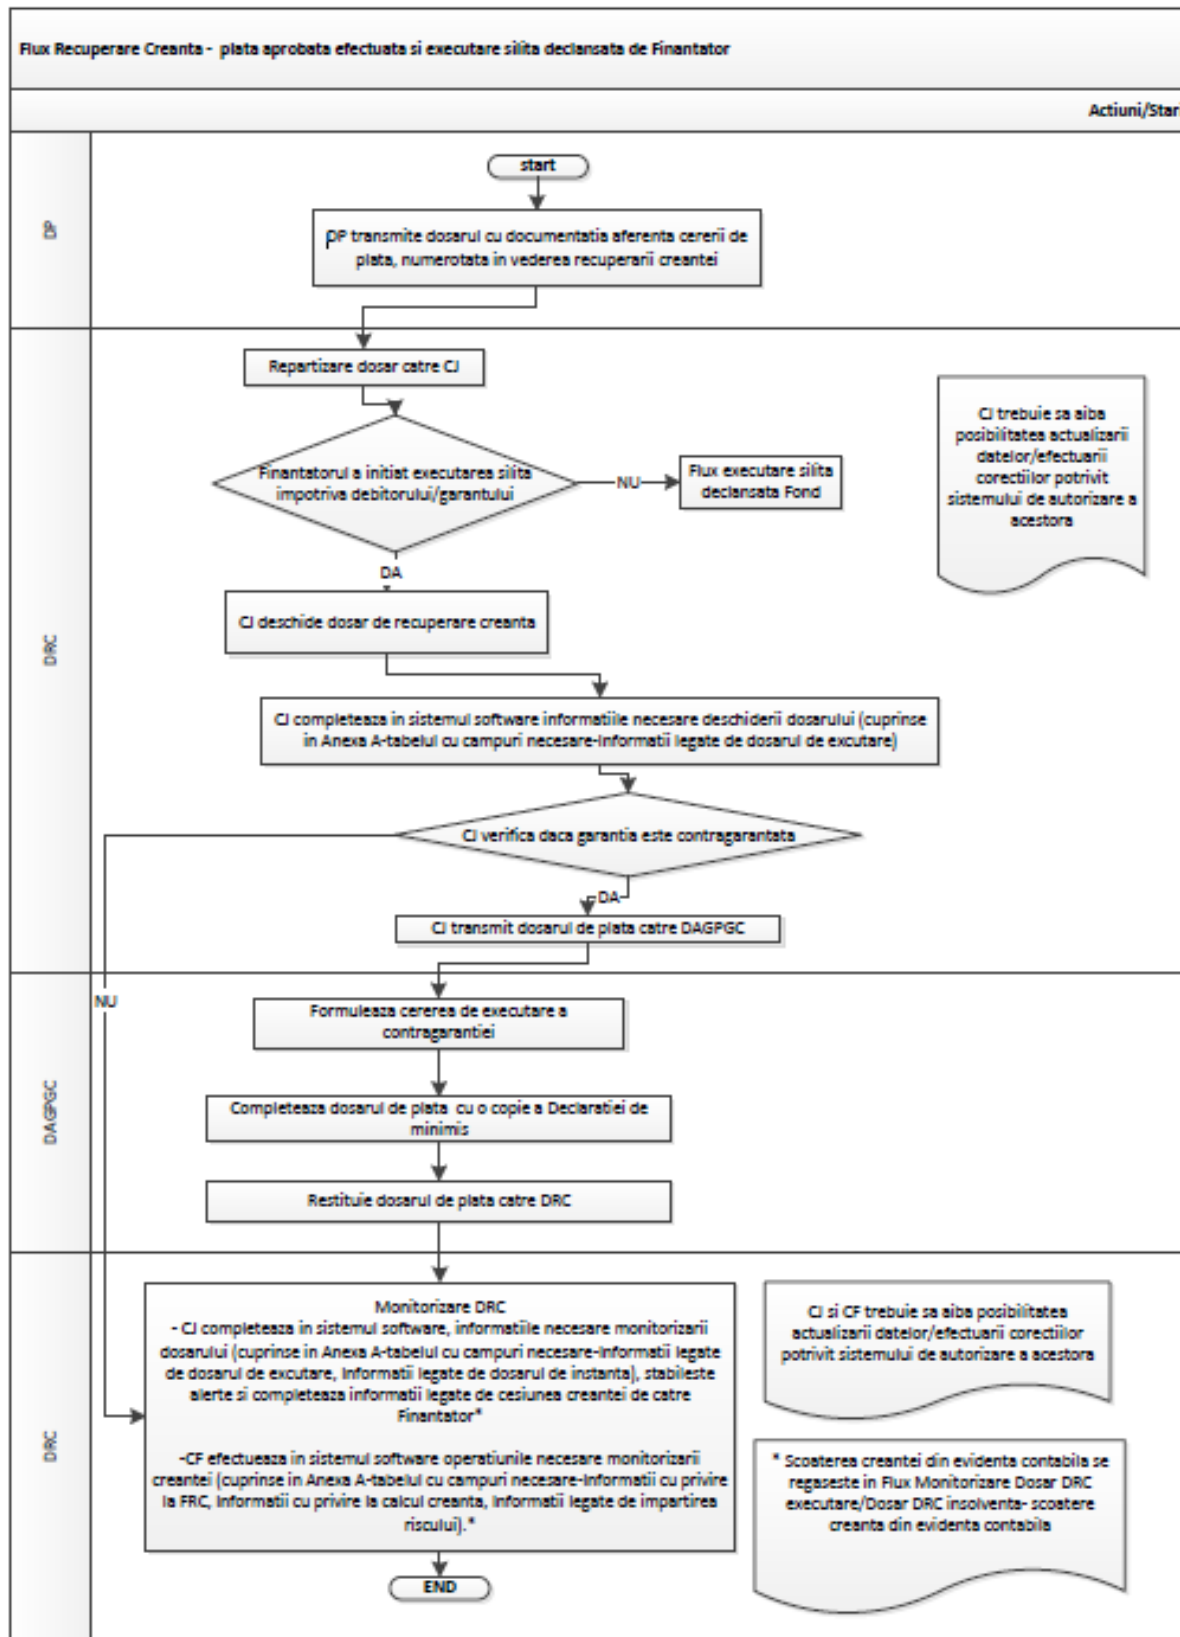 Flux Recuperare Creanta - plata aprobata efectuata si executare silita declansata de Finantator
Actiuni/Stari
DP
start
DP transmite dosarul cu documentatia aferenta cererii de
plata, numerotata in vederea recuperarii creantei
DRC
Repartizare dosar catre CJ
Finantatorul a initiat executarea silita
impotriva debitorului/garantului
NU
Flux executare silita
declansata Fond
CJ trebuie sa aiba
posibilitatea actualizarii
datelor/efectuarii
corectiilor potrivit
sistemului de autorizare a
acestora
DA
CJ deschide dosar de recuperare creanta
CJ completeaza in sistemul software informatiile necesare deschiderii dosarului (cuprinse
in Anexa A-tabelul cu campuri necesare-Informatii legate de dosarul de excutare)
CJ verifica daca garantia este contragarantata
DA
CJ transmit dosarul de plata catre DAGPGC
NU
DAGPGC
Formuleaza cererea de executare a
contragarantiei
Completeaza dosarul de plata cu o copie a Declaratiei de
minimis
Restituie dosarul de plata catre DRC
DRC
Monitorizare DRC
- CJ completeaza in sistemul software, informatiile necesare monitorizarii
dosarului (cuprinse in Anexa A-tabelul cu campuri necesare-Informatii legate
de dosarul de excutare, Informatii legate de dosarul de instanta), stabileste
alerte si completeaza informatii legate de cesiunea creantei de catre
Finantator*
-CF efectueaza in sistemul software operatiunile necesare monitorizarii
creantei (cuprinse in Anexa A-tabelul cu campuri necesare-Informatii cu privire
la FRC, Informatii cu privire la calcul creanta, Informatii legate de impartirea
riscului).*
CJ si CF trebuie sa aiba posibilitatea
actualizarii datelor/efectuarii corectiilor
potrivit sistemului de autorizare a acestora
* Scoaterea creantei din evidenta contabila se
regaseste in Flux Monitorizare Dosar DRC
executare/Dosar DRC insolventa- scoatere
creanta din evidenta contabila
END